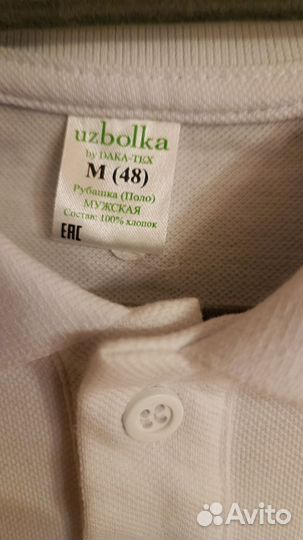 uzbolka
by DAKA-TEX
M (48)
Рубашка (Поло)
МУЖСКАЯ
Состав: 100% хлопок
EAC
Avito